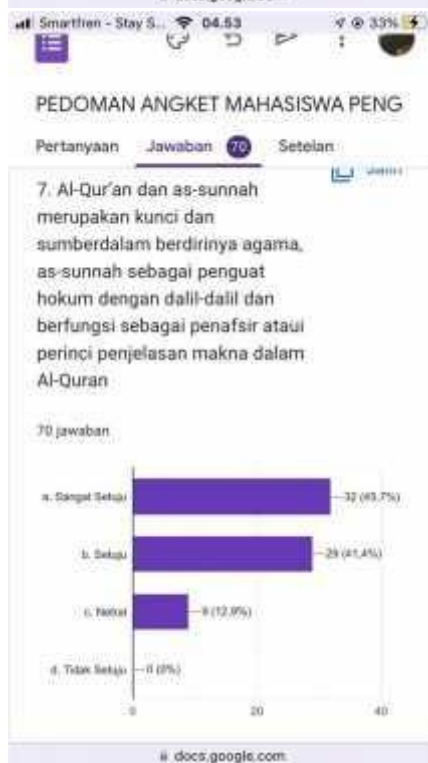 Smartfren - Stay S... 04.53 33%
PEDOMAN ANGKET MAHASISWA PENG
Pertanyaan Jawaban 70 Setelan
7. Al-Qur'an dan as-sunnah
merupakan kunci dan
sumberdalam berdirinya agama,
as-sunnah sebagai penguat
hokum dengan dalil-dalil dan
berfungsi sebagai penafsir ataui
perinci penjelasan makna dalam
Al-Quran
70 jawaban
a. Sangat Setuju 32 (45,7%)
b. Setuju 29 (41,4%)
c. Netral 9 (12,9%)
d. Tidak Setuju 0 (0%)
0 20 40
docs.google.com